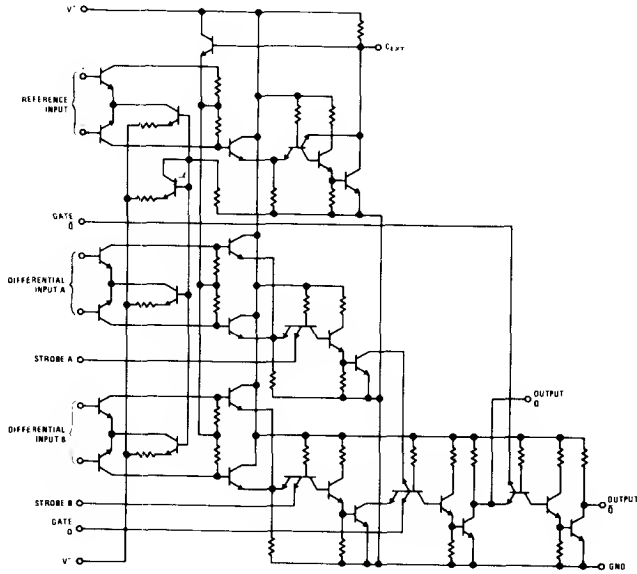 V+
CEXT
REFERENCE
INPUT
GATE
Q̄
DIFFERENTIAL
INPUT A
STROBE A
OUTPUT
Q
DIFFERENTIAL
INPUT B
STROBE B
OUTPUT
Q̄
GATE
Q
GND
V-